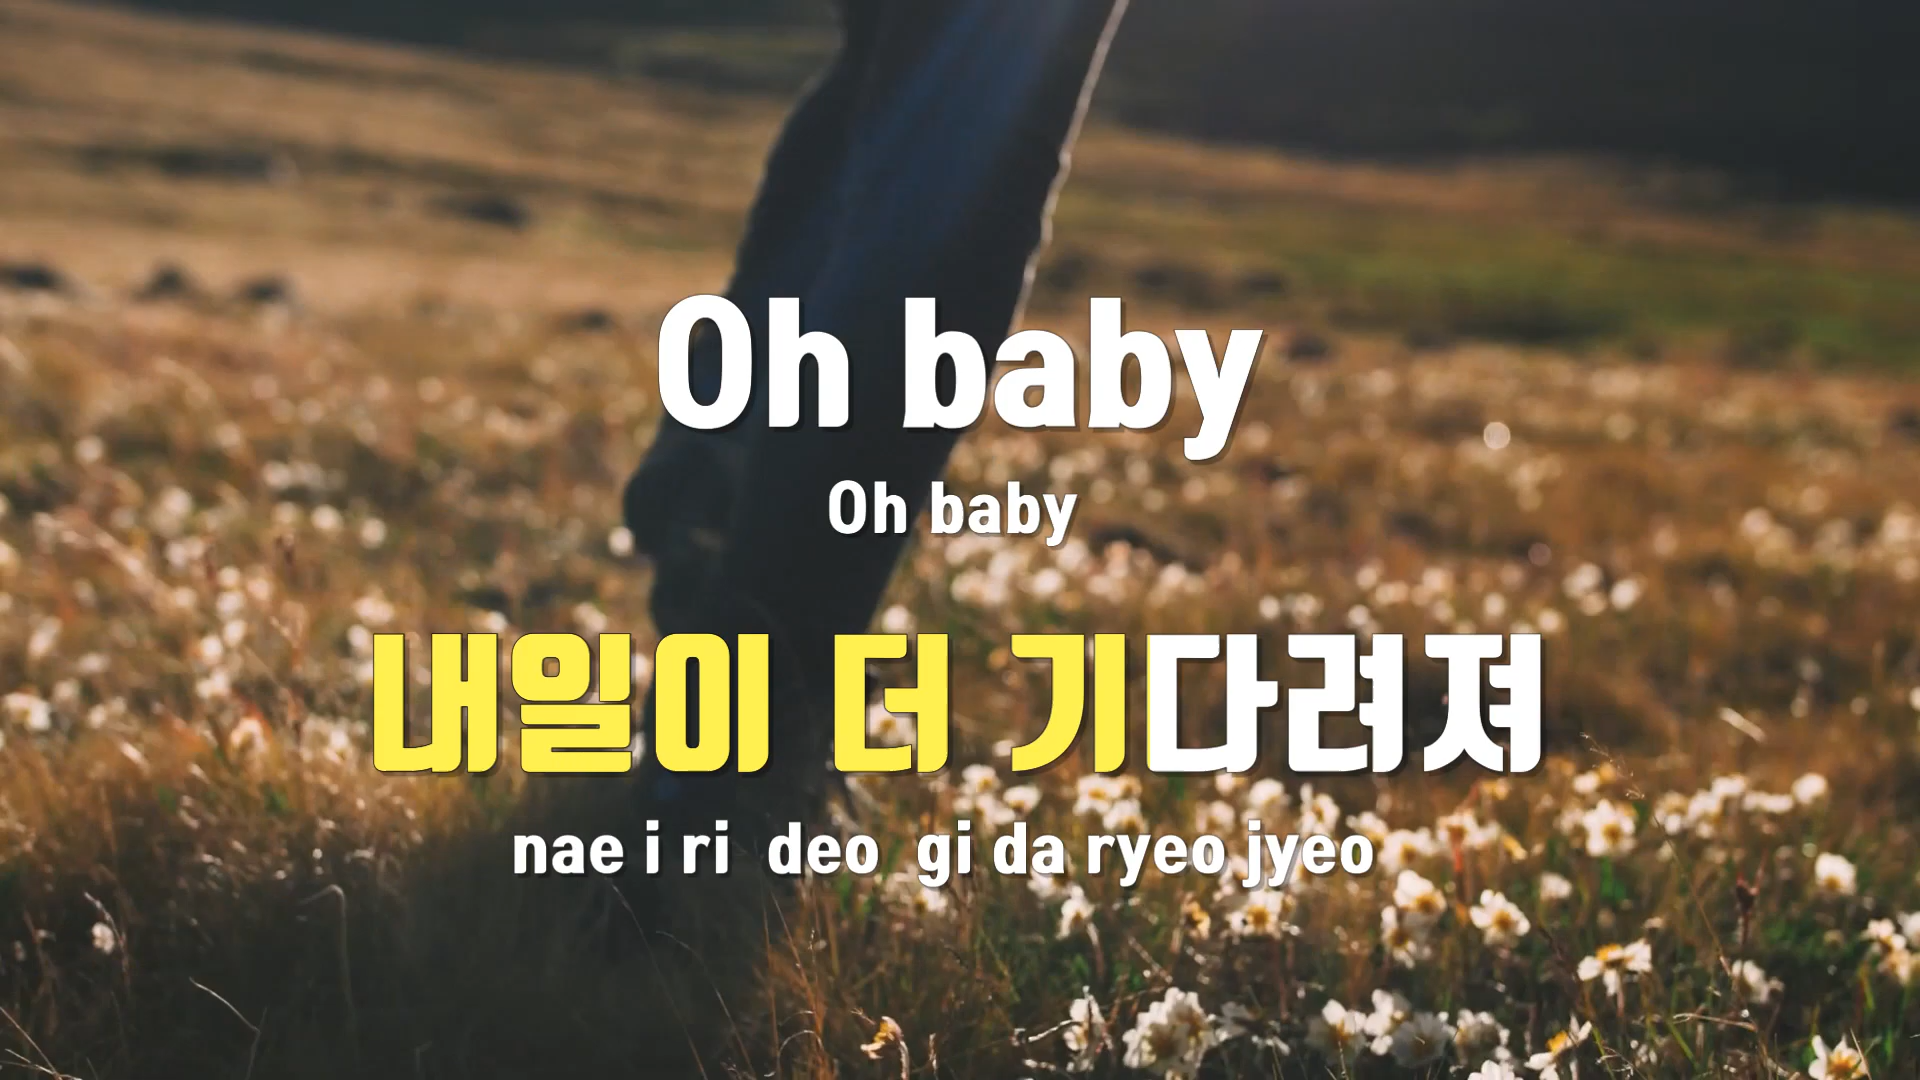 Oh baby
Oh baby
내일이 더 기다려져
nae i ri deo gi da ryeo jyeo